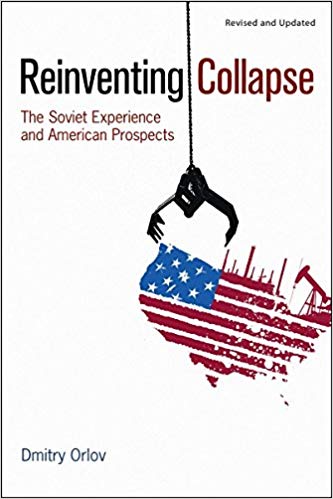 Revised and Updated
Reinventing Collapse
The Soviet Experience
and American Prospects
Dmitry Orlov